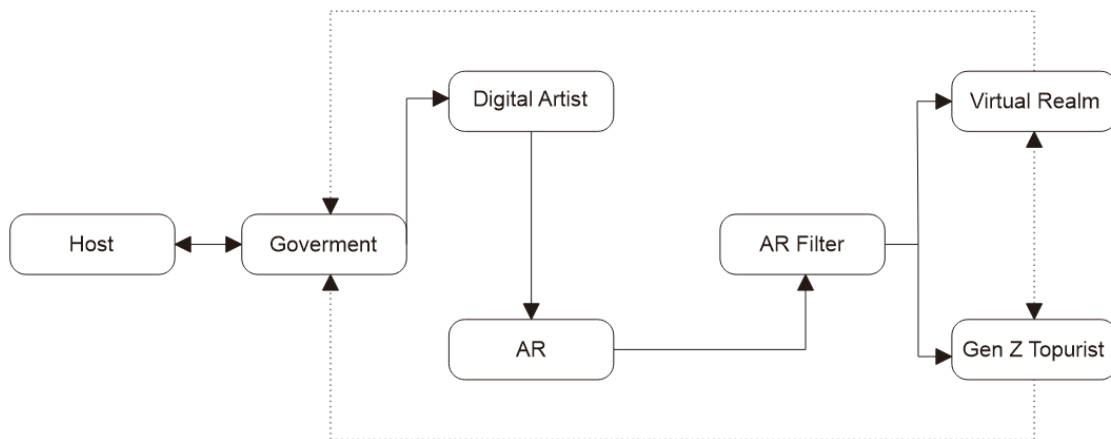 Digital Artist
Virtual Realm
Host
Goverment
AR Filter
AR
Gen Z Topurist